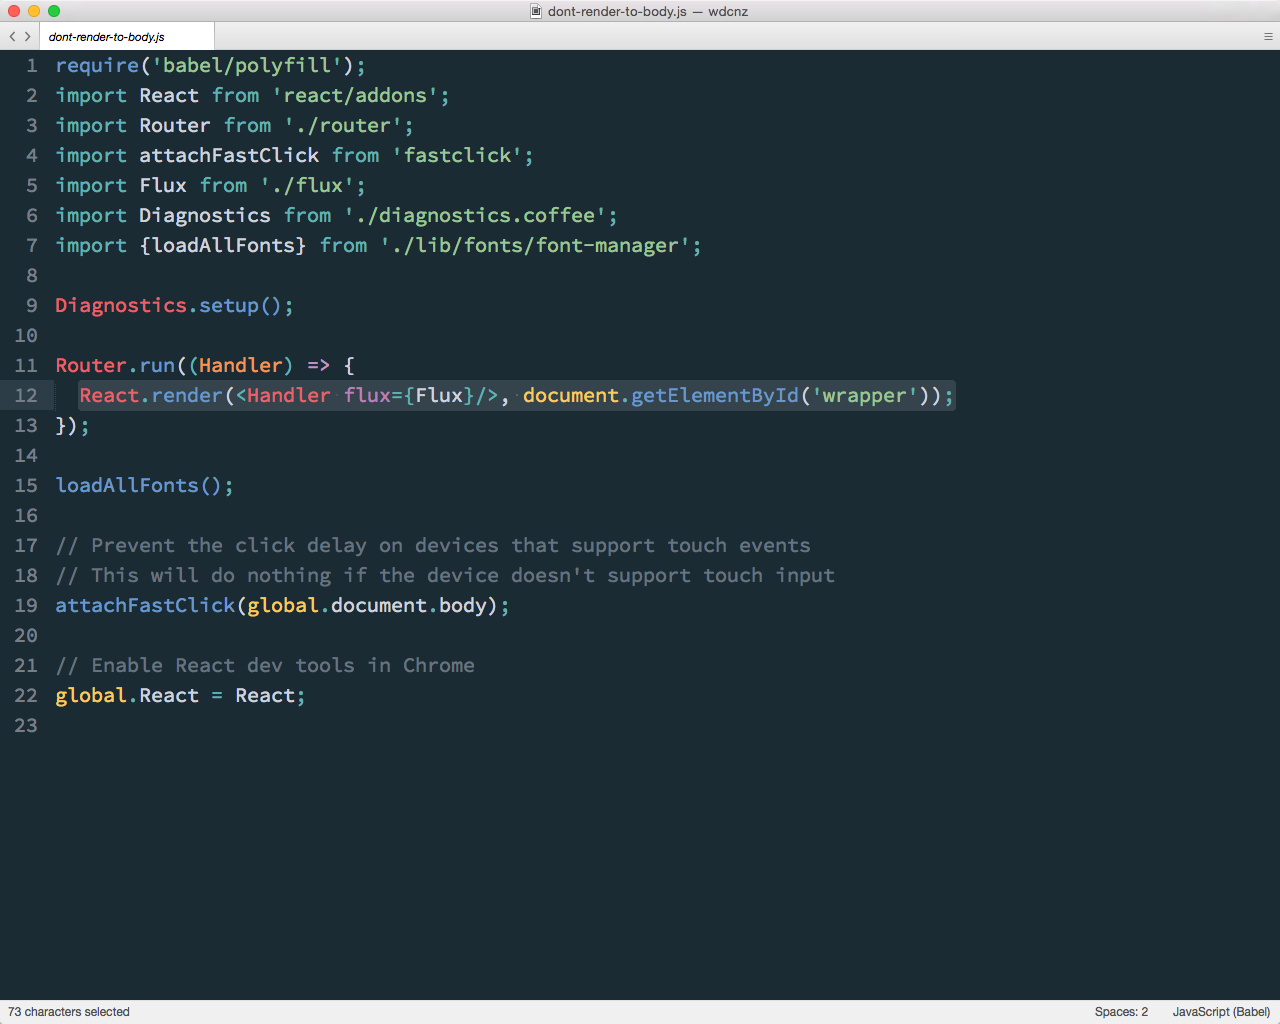 dont-render-to-body.js — wdcnz
dont-render-to-body.js
1 require('babel/polyfill');
2 import React from 'react/addons';
3 import Router from './router';
4 import attachFastClick from 'fastclick';
5 import Flux from './flux';
6 import Diagnostics from './diagnostics.coffee';
7 import {loadAllFonts} from './lib/fonts/font-manager';
8
9 Diagnostics.setup();
10
11 Router.run((Handler) => {
12   React.render(<Handler flux={Flux}/>, document.getElementById('wrapper'));
13 });
14
15 loadAllFonts();
16
17 // Prevent the click delay on devices that support touch events
18 // This will do nothing if the device doesn't support touch input
19 attachFastClick(global.document.body);
20
21 // Enable React dev tools in Chrome
22 global.React = React;
23
73 characters selected Spaces: 2 JavaScript (Babel)